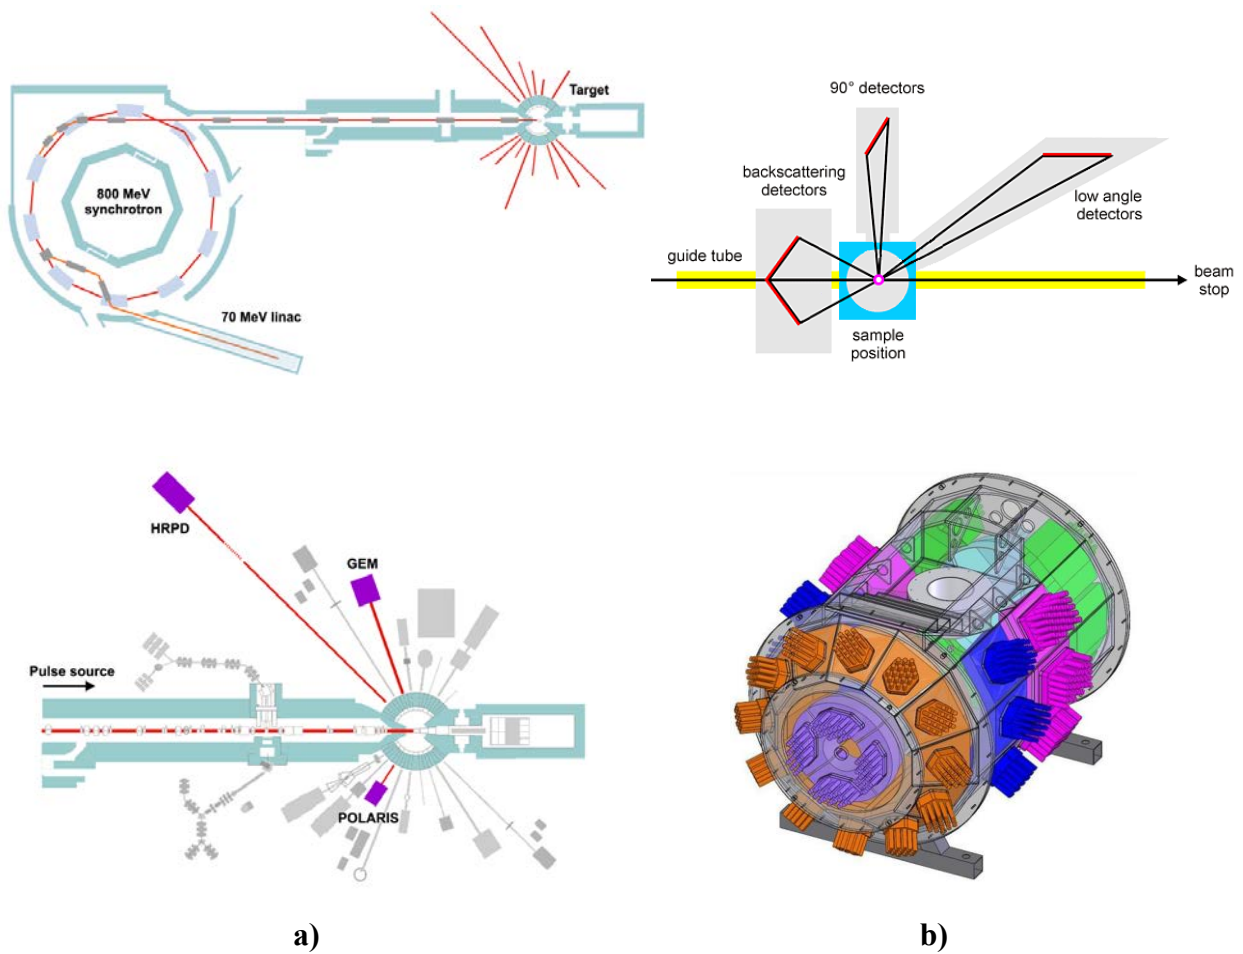 Target
800 MeV
synchrotron
70 MeV linac
90° detectors
backscattering
detectors
low angle
detectors
guide tube
beam
stop
sample
position
HRPD
GEM
Pulse source
POLARIS
a)
b)